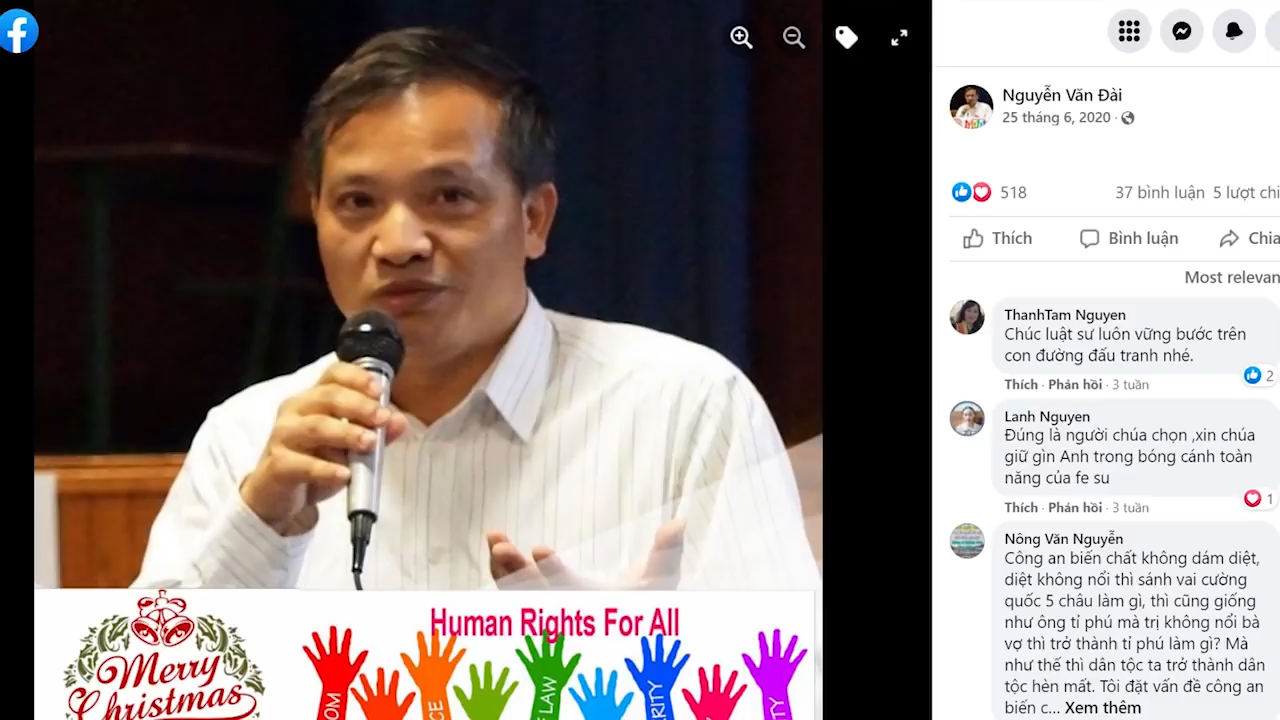 Nguyễn Văn Đài
25 tháng 6, 2020
518
37 bình luận 5 lượt
Thích
Bình luận
Most
ThanhTam Nguyen
Chúc luật sư luôn vững bước trên
con đường đấu tranh nhé.
2
Thích · Phản hồi · 3 tuần
Lanh Nguyen
Đúng là người chúa chọn ,xin chúa
giữ gìn Anh trong bóng cánh toàn
năng của fe su
1
Thích · Phản hồi · 3 tuần
Nông Văn Nguyễn
Công an biến chất không dám diệt,
diệt không nổi thì sánh vai cường
quốc 5 châu làm gì, thì cũng giống
như ông tỉ phú mà trị không nổi bà
vợ thì trở thành tỉ phú làm gì? Mà
như thế thì dân tộc ta trở thành dân
tộc hèn mất. Tôi đặt vấn đề công an
biến c... Xem thêm
Human Rights For All
Merry
Christmas
LAW